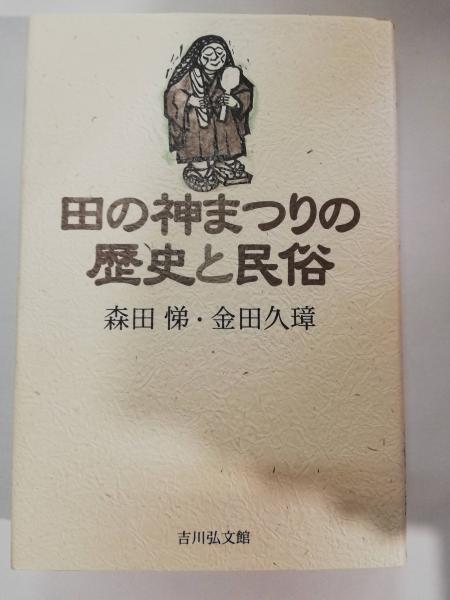 田の神まつりの
歴史と民俗
森田 悌・金田久璋
吉川弘文館